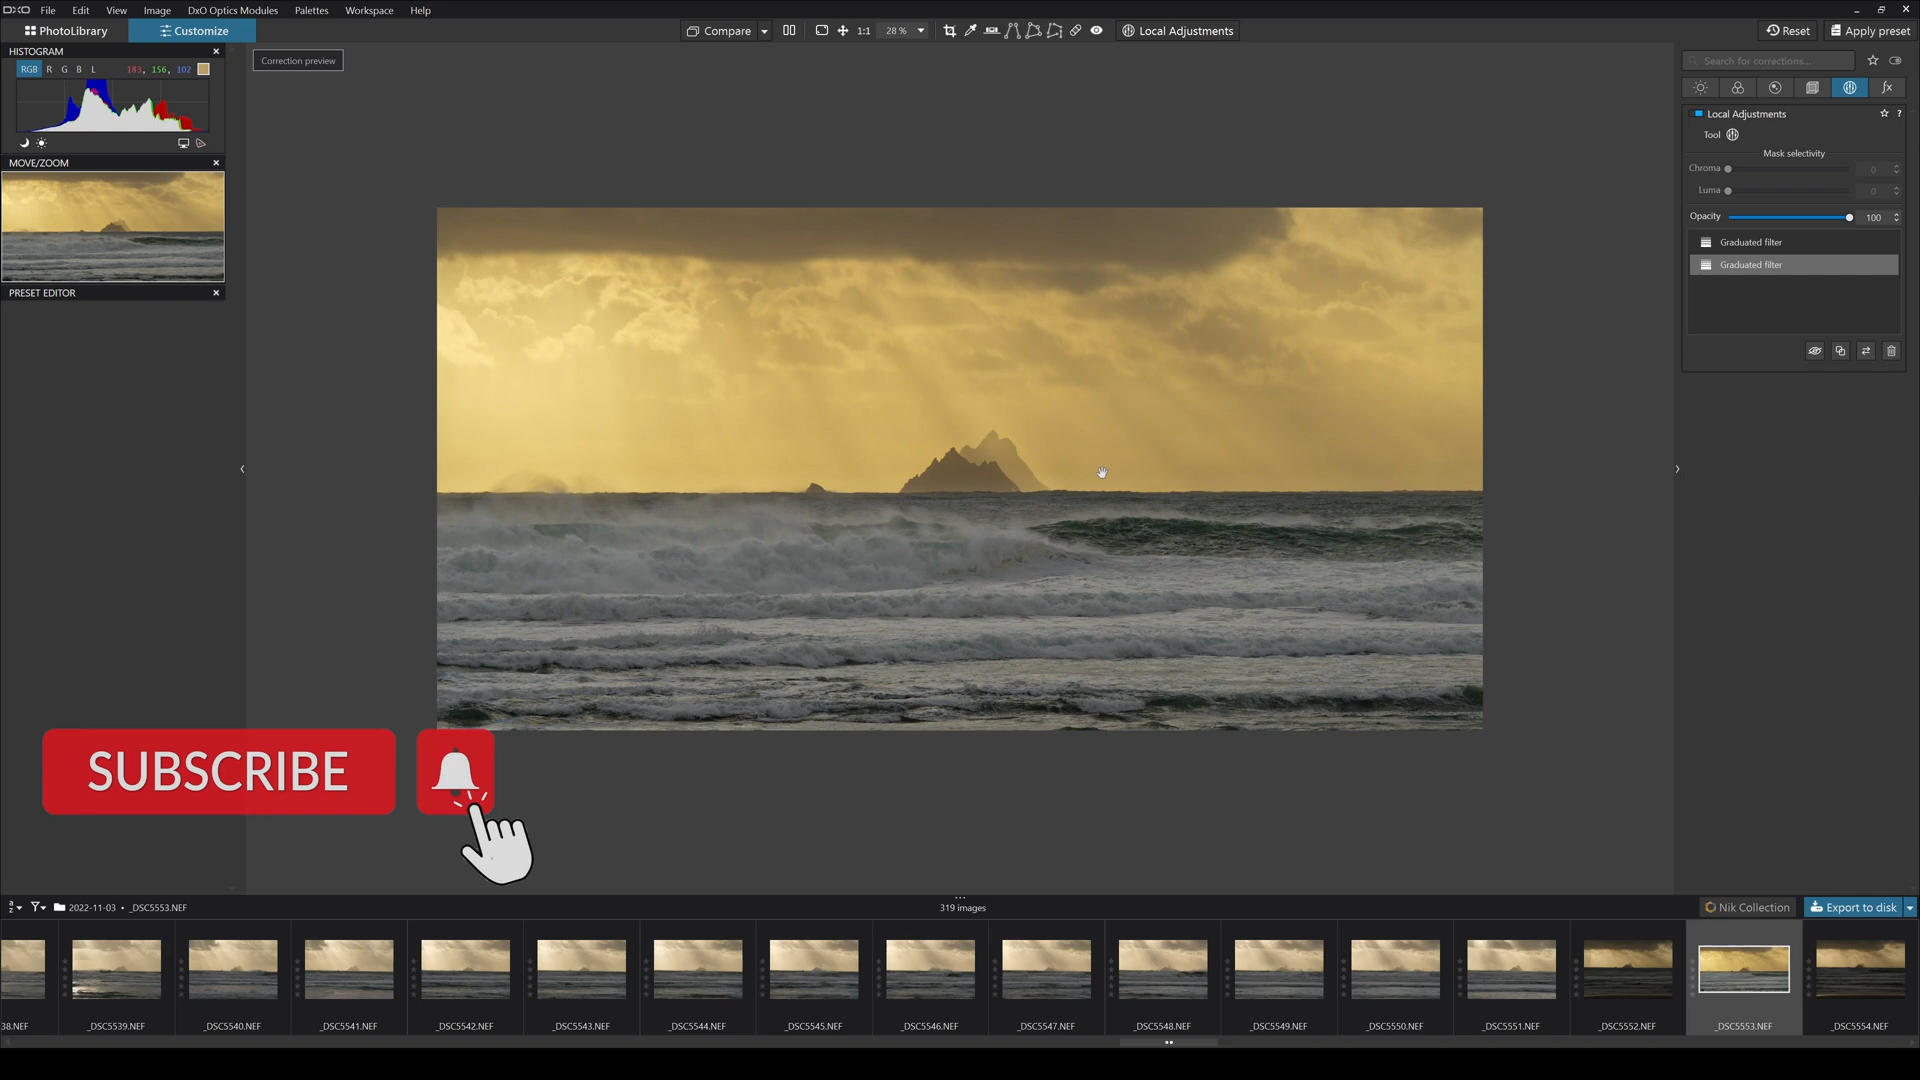 DXO File Edit View Image DxO Optics Modules Palettes Workspace Help
PhotoLibrary Customize Compare 1:1 28 % Local Adjustments Reset Apply preset
HISTOGRAM
RGB R G B L 183, 156, 102
Correction preview
MOVE/ZOOM
PRESET EDITOR
Search for corrections...
fx
Local Adjustments ?
Tool
Mask selectivity
Chroma 0
Luma 0
Opacity 100
Graduated filter
Graduated filter
SUBSCRIBE
2022-11-03 • _DSC5553.NEF
319 images
Nik Collection Export to disk
38.NEF _DSC5539.NEF _DSC5540.NEF _DSC5541.NEF _DSC5542.NEF _DSC5543.NEF _DSC5544.NEF _DSC5545.NEF _DSC5546.NEF _DSC5547.NEF _DSC5548.NEF _DSC5549.NEF _DSC5550.NEF _DSC5551.NEF _DSC5552.NEF _DSC5553.NEF _DSC5554.NEF